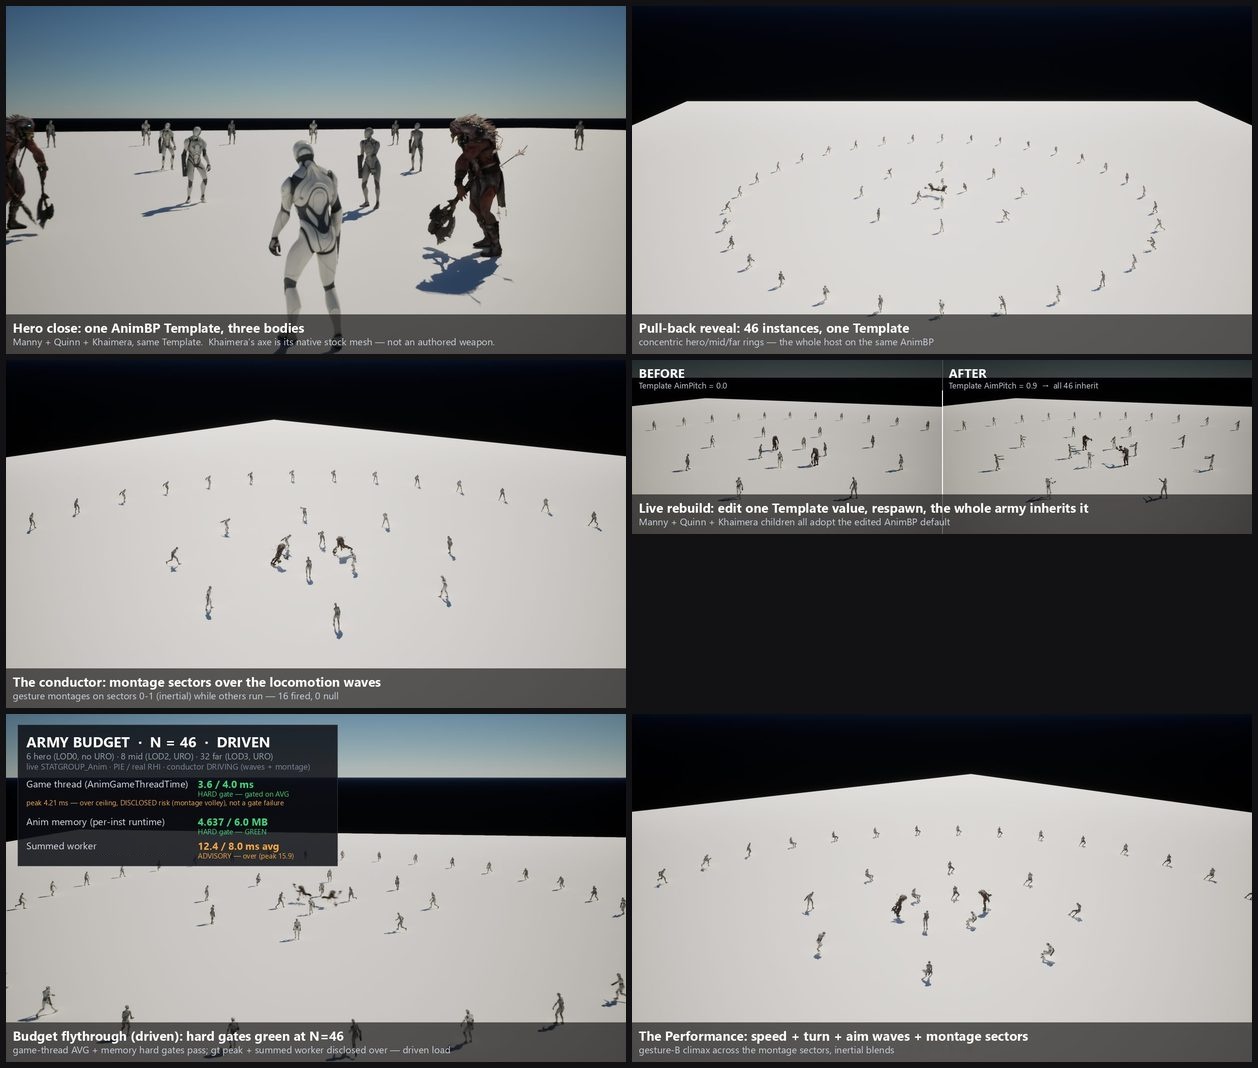 Hero close: one AnimBP Template, three bodies
Manny + Quinn + Khaimera, same Template.  Khaimera's axe is its native stock mesh — not an authored weapon.
Pull-back reveal: 46 instances, one Template
concentric hero/mid/far rings — the whole host on the same AnimBP
The conductor: montage sectors over the locomotion waves
gesture montages on sectors 0-1 (inertial) while others run — 16 fired, 0 null
BEFORE
Template AimPitch = 0.0
AFTER
Template AimPitch = 0.9 → all 46 inherit
Live rebuild: edit one Template value, respawn, the whole army inherits it
Manny + Quinn + Khaimera children all adopt the edited AnimBP default
ARMY BUDGET · N = 46 · DRIVEN
6 hero (LOD0, no URO) · 8 mid (LOD2, URO) · 32 far (LOD3, URO)
live STATGROUP_Anim · PIE / real RHI · conductor DRIVING (waves + montage)
Game thread (AnimGameThreadTime) 3.6 / 4.0 ms
HARD gate — gated on AVG
peak 4.21 ms — over ceiling, DISCLOSED risk (montage volley), not a gate failure
Anim memory (per-inst runtime) 4.637 / 6.0 MB
HARD gate — GREEN
Summed worker 12.4 / 8.0 ms avg
ADVISORY — over (peak 15.9)
Budget flythrough (driven): hard gates green at N=46
game-thread AVG + memory hard gates pass; gt peak + summed worker disclosed over — driven load
The Performance: speed + turn + aim waves + montage sectors
gesture-B climax across the montage sectors, inertial blends